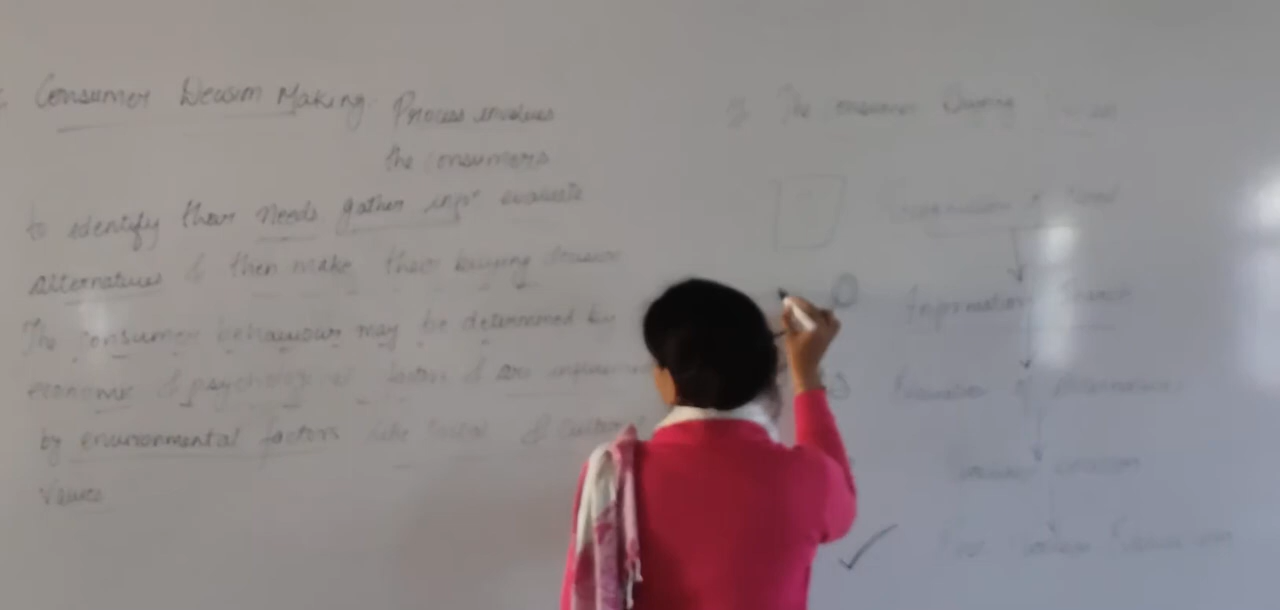 Consumer Decision Making Process involves
the consumers
to identify their needs gather info evaluate
alternatives & then make their buying decision
The consumer behaviour may be determined by
economic & psychological factors & are influenced
by environmental factors like social & cultural
values
The consumer Buying
Information Search
Evaluation of Alternatives